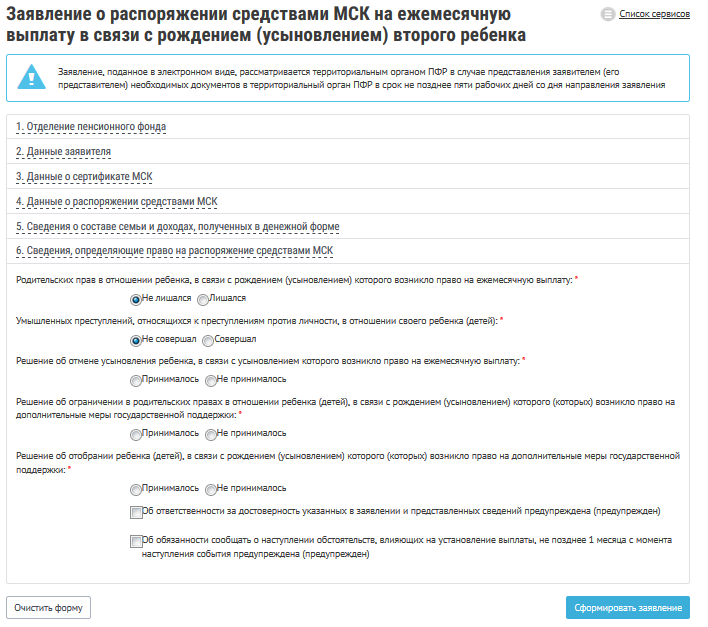 Заявление о распоряжении средствами МСК на ежемесячную
выплату в связи с рождением (усыновлением) второго ребенка
Список сервисов
Заявление, поданное в электронном виде, рассматривается территориальным органом ПФР в случае представления заявителем (его
представителем) необходимых документов в территориальный орган ПФР в срок не позднее пяти рабочих дней со дня направления заявления
1. Отделение пенсионного фонда
2. Данные заявителя
3. Данные о сертификате МСК
4. Данные о распоряжении средствами МСК
5. Сведения о составе семьи и доходах, полученных в денежной форме
6. Сведения, определяющие право на распоряжение средствами МСК
Родительских прав в отношении ребенка, в связи с рождением (усыновлением) которого возникло право на ежемесячную выплату: *
Не лишался Лишался
Умышленных преступлений, относящихся к преступлениям против личности, в отношении своего ребенка (детей): *
Не совершал Совершал
Решение об отмене усыновления ребенка, в связи с усыновлением которого возникло право на ежемесячную выплату: *
Принималось Не принималось
Решение об ограничении в родительских правах в отношении ребенка (детей), в связи с рождением (усыновлением) которого (которых) возникло право на
дополнительные меры государственной поддержки: *
Принималось Не принималось
Решение об отобрании ребенка (детей), в связи с рождением (усыновлением) которого (которых) возникло право на дополнительные меры государственной
поддержки: *
Принималось Не принималось
Об ответственности за достоверность указанных в заявлении и представленных сведений предупреждена (предупрежден)
Об обязанности сообщать о наступлении обстоятельств, влияющих на установление выплаты, не позднее 1 месяца с момента
наступления события предупреждена (предупрежден)
Очистить форму
Сформировать заявление